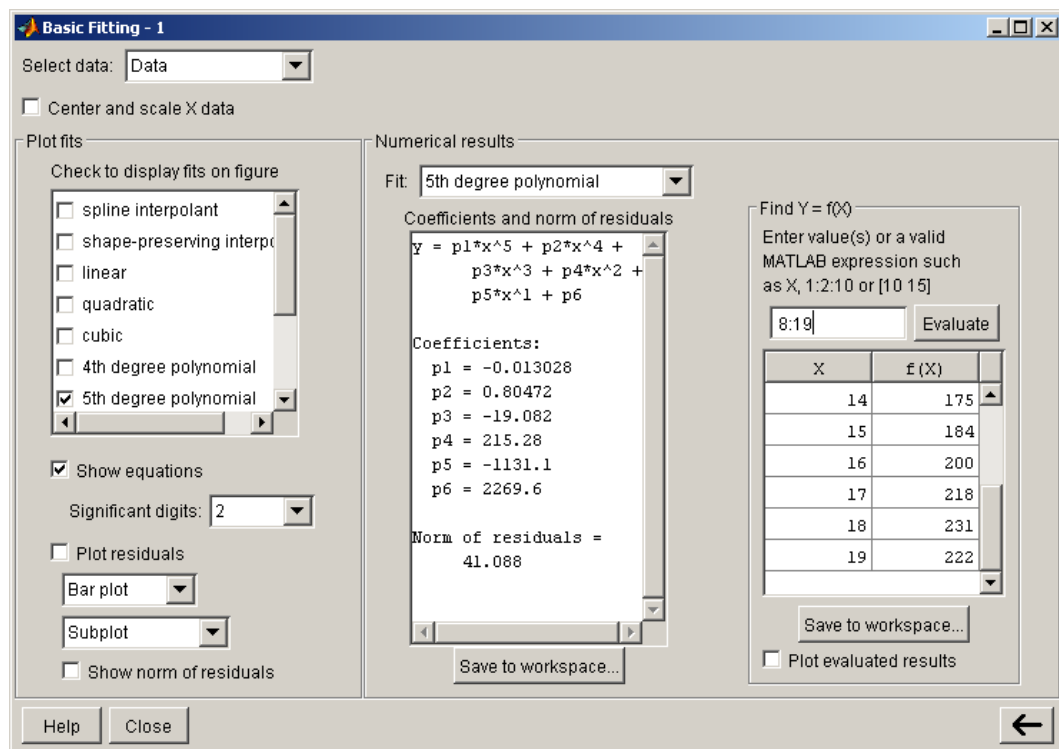 Basic Fitting - 1
Select data: Data
Center and scale X data
Plot fits
Check to display fits on figure
spline interpolant
shape-preserving interpo
linear
quadratic
cubic
4th degree polynomial
5th degree polynomial
Show equations
Significant digits: 2
Plot residuals
Bar plot
Subplot
Show norm of residuals
Numerical results
Fit: 5th degree polynomial
Coefficients and norm of residuals
y = p1*x^5 + p2*x^4 +
p3*x^3 + p4*x^2 +
p5*x^1 + p6
Coefficients:
p1 = -0.013028
p2 = 0.80472
p3 = -19.082
p4 = 215.28
p5 = -1131.1
p6 = 2269.6
Norm of residuals =
41.088
Save to workspace...
Find Y = f(X)
Enter value(s) or a valid
MATLAB expression such
as X, 1:2:10 or [10 15]
8:19 Evaluate
X f (X)
14 175
15 184
16 200
17 218
18 231
19 222
Save to workspace...
Plot evaluated results
Help Close